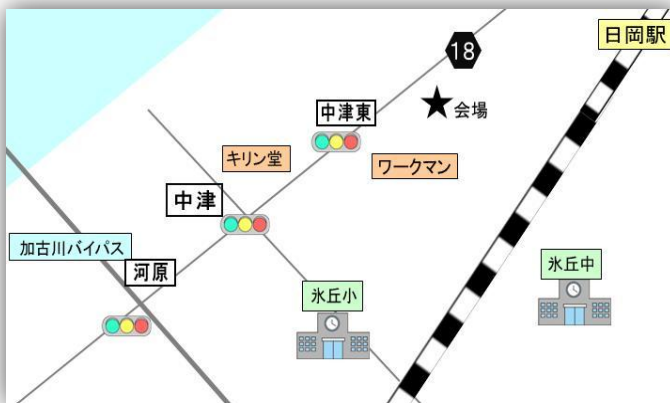 日岡駅
18
会場
中津東
キリン堂
ワークマン
中津
加古川バイパス
河原
氷丘小
氷丘中